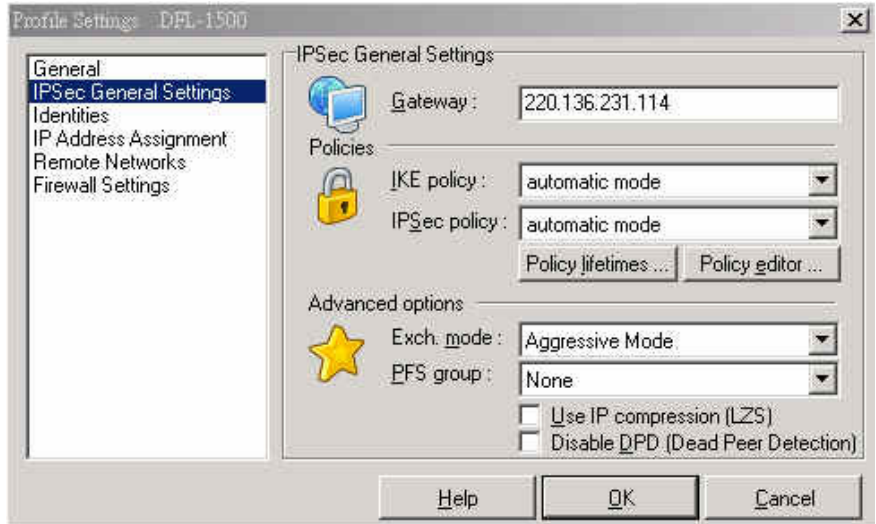 Profile Settings DFL-1500
General
IPSec General Settings
Identities
IP Address Assignment
Remote Networks
Firewall Settings
IPSec General Settings
Gateway : 220.136.231.114
Policies
IKE policy : automatic mode
IPSec policy : automatic mode
Policy lifetimes ... Policy editor ...
Advanced options
Exch. mode : Aggressive Mode
PFS group : None
Use IP compression (LZS)
Disable DPD (Dead Peer Detection)
Help OK Cancel